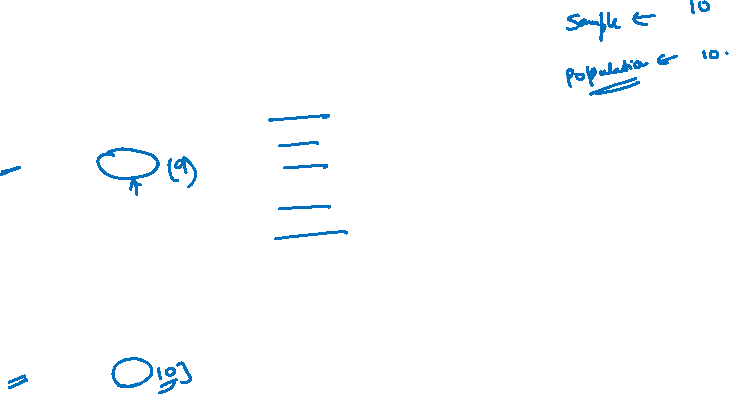 Sample ← 10
Population ← 10.
(9)
10]